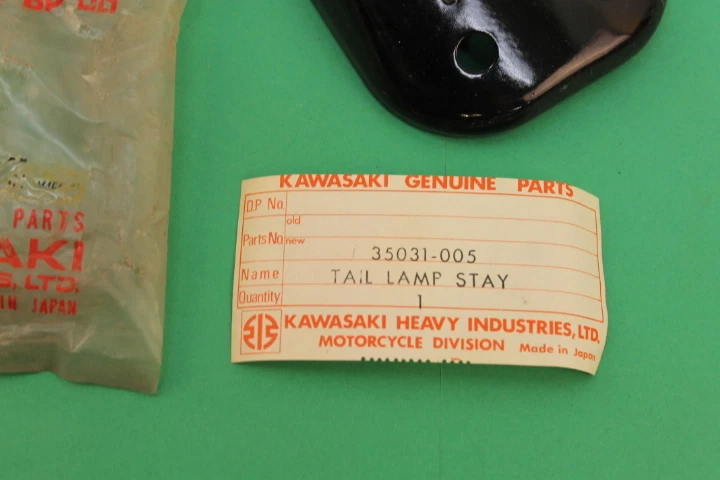 PARTS
AKI
S, LTD.
IN JAPAN
KAWASAKI GENUINE PARTS
D.P No.
old
Parts No. new
35031-005
Name TAIL LAMP STAY
Quantity 1
KAWASAKI HEAVY INDUSTRIES, LTD.
MOTORCYCLE DIVISION Made in Japan